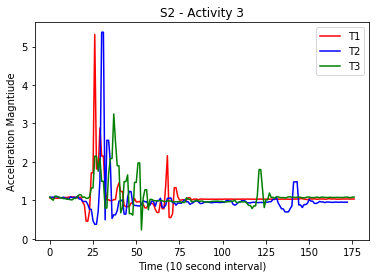 S2 - Activity 3
T1
T2
T3
Acceleration Magntiude
5
4
3
2
1
0
0 25 50 75 100 125 150 175
Time (10 second interval)